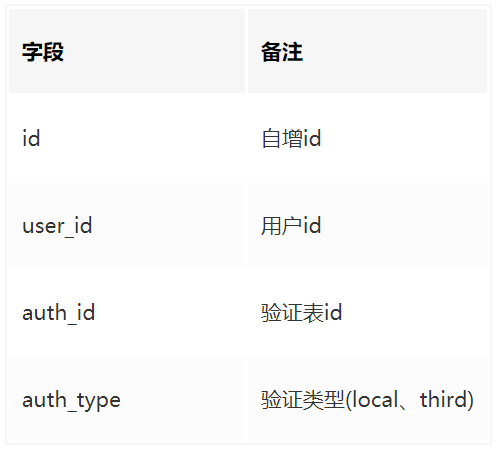 字段 备注
id 自增id
user_id 用户id
auth_id 验证表id
auth_type 验证类型(local、third)